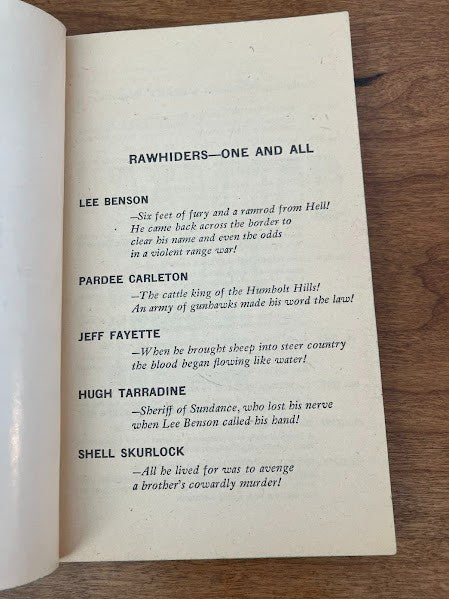 RAWHIDERS—ONE AND ALL
LEE BENSON
—Six feet of fury and a ramrod from Hell!
He came back across the border to
clear his name and even the odds
in a violent range war!
PARDEE CARLETON
—The cattle king of the Humbolt Hills!
An army of gunhawks made his word the law!
JEFF FAYETTE
—When he brought sheep into steer country
the blood began flowing like water!
HUGH TARRADINE
—Sheriff of Sundance, who lost his nerve
when Lee Benson called his hand!
SHELL SKURLOCK
—All he lived for was to avenge
a brother's cowardly murder!